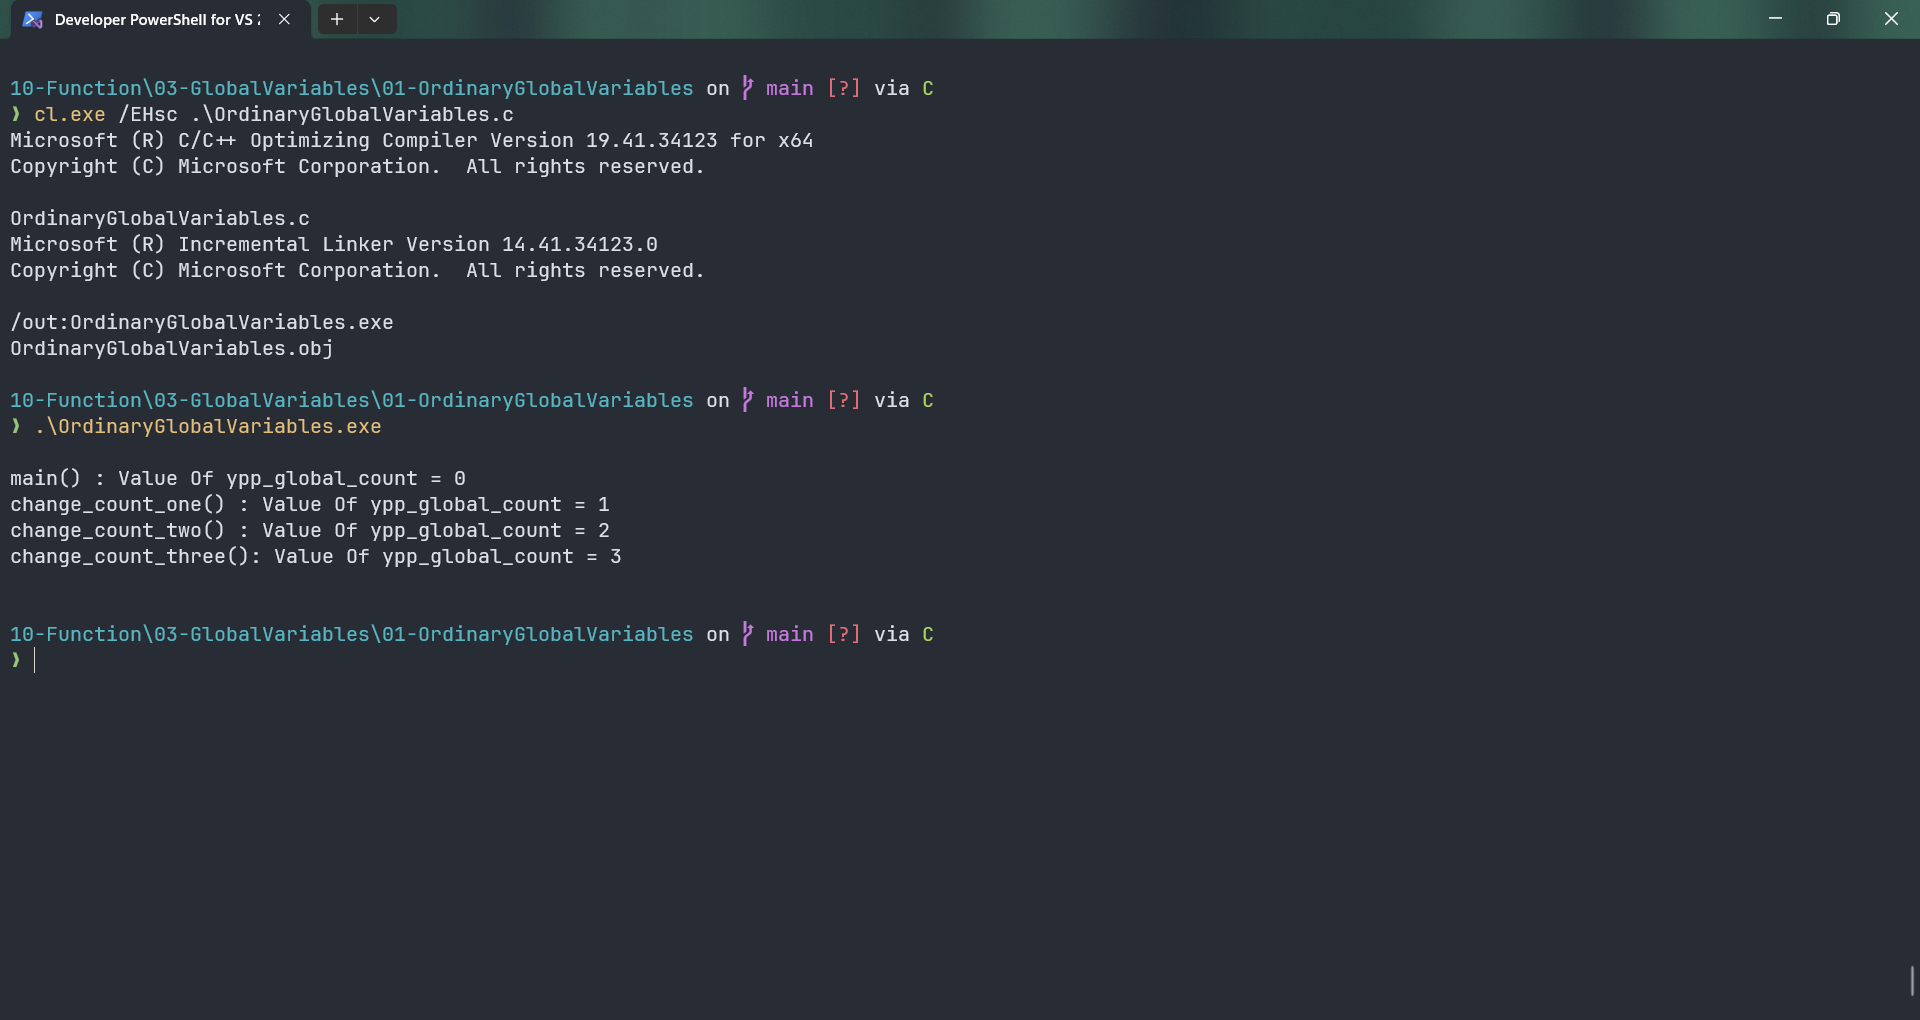 Developer PowerShell for VS 2
10-Function\03-GlobalVariables\01-OrdinaryGlobalVariables on main [?] via C
❯ cl.exe /EHsc .\OrdinaryGlobalVariables.c
Microsoft (R) C/C++ Optimizing Compiler Version 19.41.34123 for x64
Copyright (C) Microsoft Corporation.  All rights reserved.
OrdinaryGlobalVariables.c
Microsoft (R) Incremental Linker Version 14.41.34123.0
Copyright (C) Microsoft Corporation.  All rights reserved.
/out:OrdinaryGlobalVariables.exe
OrdinaryGlobalVariables.obj
10-Function\03-GlobalVariables\01-OrdinaryGlobalVariables on main [?] via C
❯ .\OrdinaryGlobalVariables.exe
main() : Value Of ypp_global_count = 0
change_count_one() : Value Of ypp_global_count = 1
change_count_two() : Value Of ypp_global_count = 2
change_count_three(): Value Of ypp_global_count = 3
10-Function\03-GlobalVariables\01-OrdinaryGlobalVariables on main [?] via C
❯